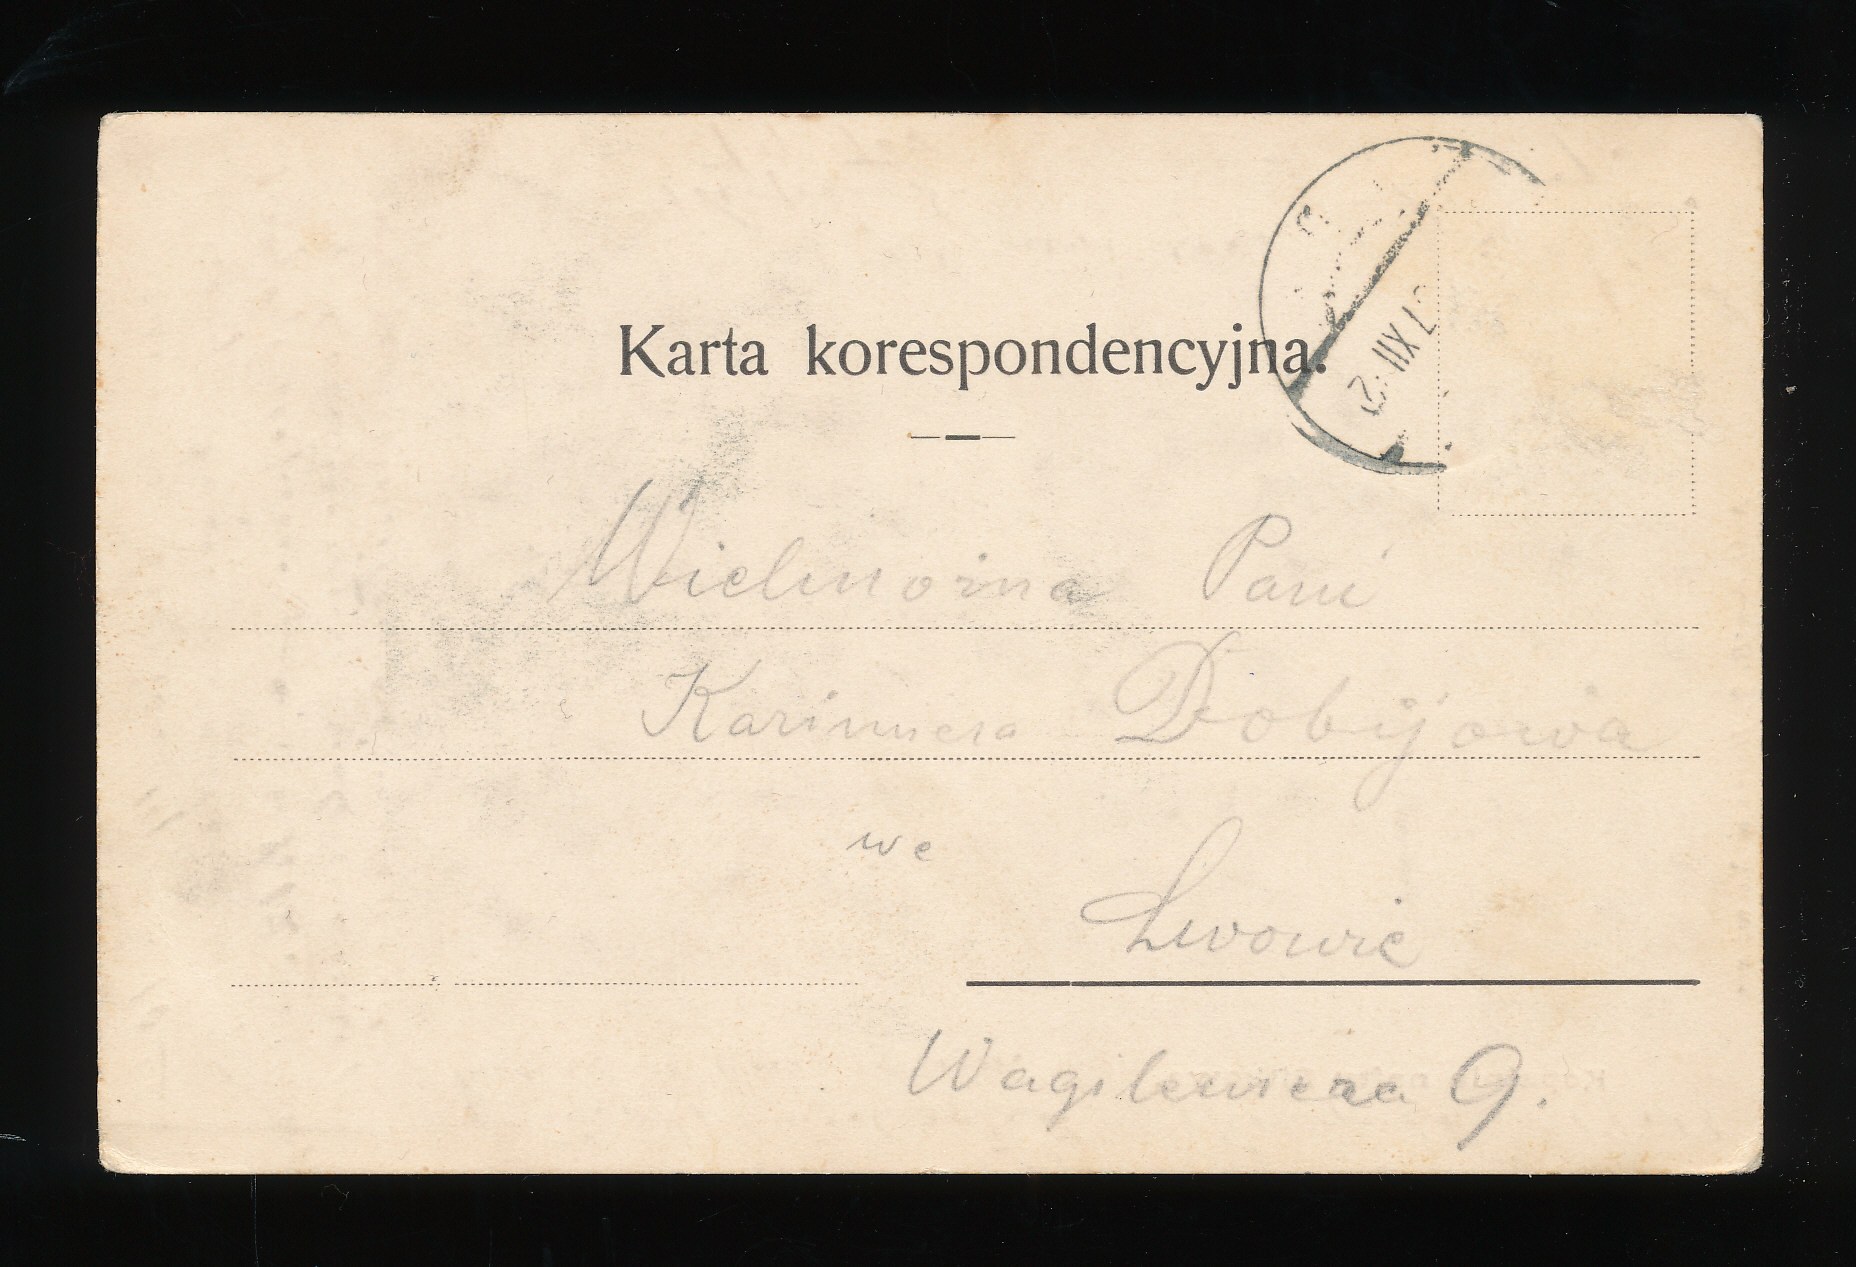 Karta korespondencyjna.
Wielmożna Pani
Kazimiera Dobijowa
we
Lwowie
Wagilewicza 9.